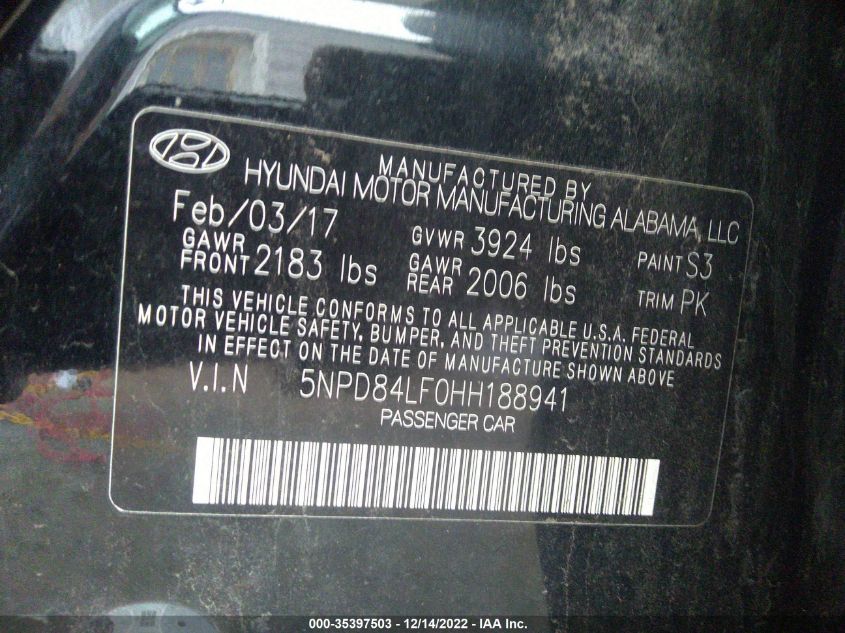 MANUFACTURED BY
HYUNDAI MOTOR MANUFACTURING ALABAMA, LLC
Feb/03/17 GVWR 3924 lbs PAINT S3
GAWR FRONT 2183 lbs GAWR REAR 2006 lbs TRIM PK
THIS VEHICLE CONFORMS TO ALL APPLICABLE U.S.A. FEDERAL
MOTOR VEHICLE SAFETY, BUMPER, AND THEFT PREVENTION STANDARDS
IN EFFECT ON THE DATE OF MANUFACTURE SHOWN ABOVE
V.I.N 5NPD84LF0HH188941
PASSENGER CAR
000-35397503 - 12/14/2022 - IAA Inc.